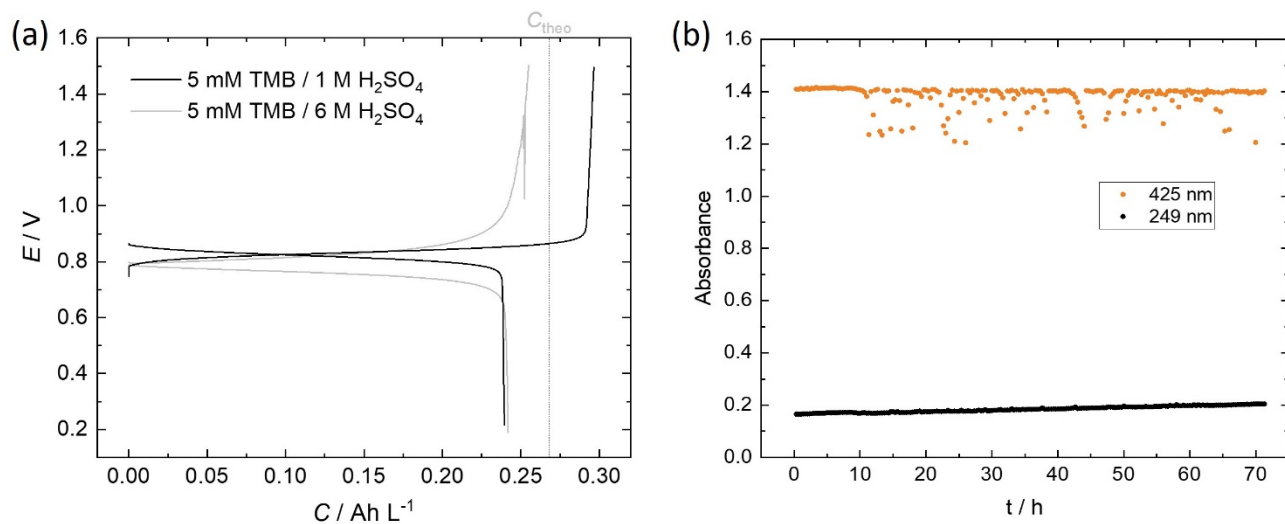 (a)
C_theo
1.6
1.4
1.2
1.0
0.8
0.6
0.4
0.2
E / V
5 mM TMB / 1 M H₂SO₄
5 mM TMB / 6 M H₂SO₄
0.00 0.05 0.10 0.15 0.20 0.25 0.30
C / Ah L⁻¹
(b)
1.6
1.4
1.2
1.0
0.8
0.6
0.4
0.2
0.0
Absorbance
425 nm
249 nm
0 10 20 30 40 50 60 70
t / h